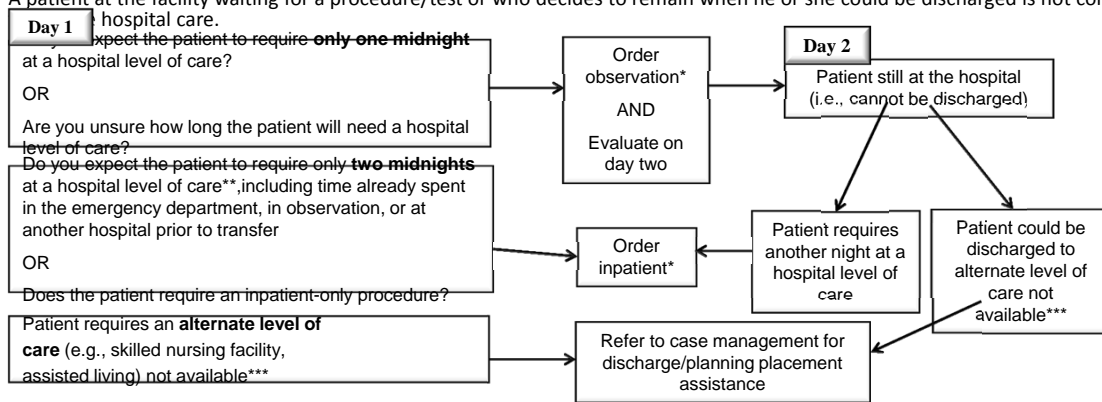 A patient at the facility waiting for a procedure/test or who decides to remain when he or she could be discharged is not
hospital care.
Day 1
expect the patient to require only one midnight
at a hospital level of care?
OR
Are you unsure how long the patient will need a hospital
level of care?
Do you expect the patient to require only two midnights
at a hospital level of care**,including time already spent
in the emergency department, in observation, or at
another hospital prior to transfer
OR
Does the patient require an inpatient-only procedure?
Patient requires an alternate level of
care (e.g., skilled nursing facility,
assisted living) not available***
Order
observation*
AND
Evaluate on
day two
Order
inpatient*
Refer to case management for
discharge/planning placement
assistance
Day 2
Patient still at the hospital
(i.e., cannot be discharged)
Patient requires
another night at a
hospital level of
care
Patient could be
discharged to
alternate level of
care not
available***